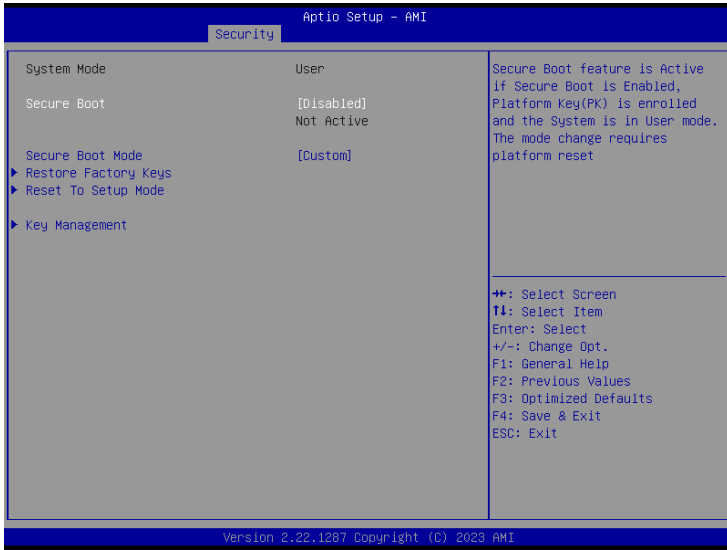 Aptio Setup – AMI
Security
System Mode User
Secure Boot [Disabled]
Not Active
Secure Boot Mode [Custom]
▶ Restore Factory Keys
▶ Reset To Setup Mode
▶ Key Management
Secure Boot feature is Active
if Secure Boot is Enabled,
Platform Key(PK) is enrolled
and the System is in User mode.
The mode change requires
platform reset
→←: Select Screen
↑↓: Select Item
Enter: Select
+/-: Change Opt.
F1: General Help
F2: Previous Values
F3: Optimized Defaults
F4: Save & Exit
ESC: Exit
Version 2.22.1287 Copyright (C) 2023 AMI